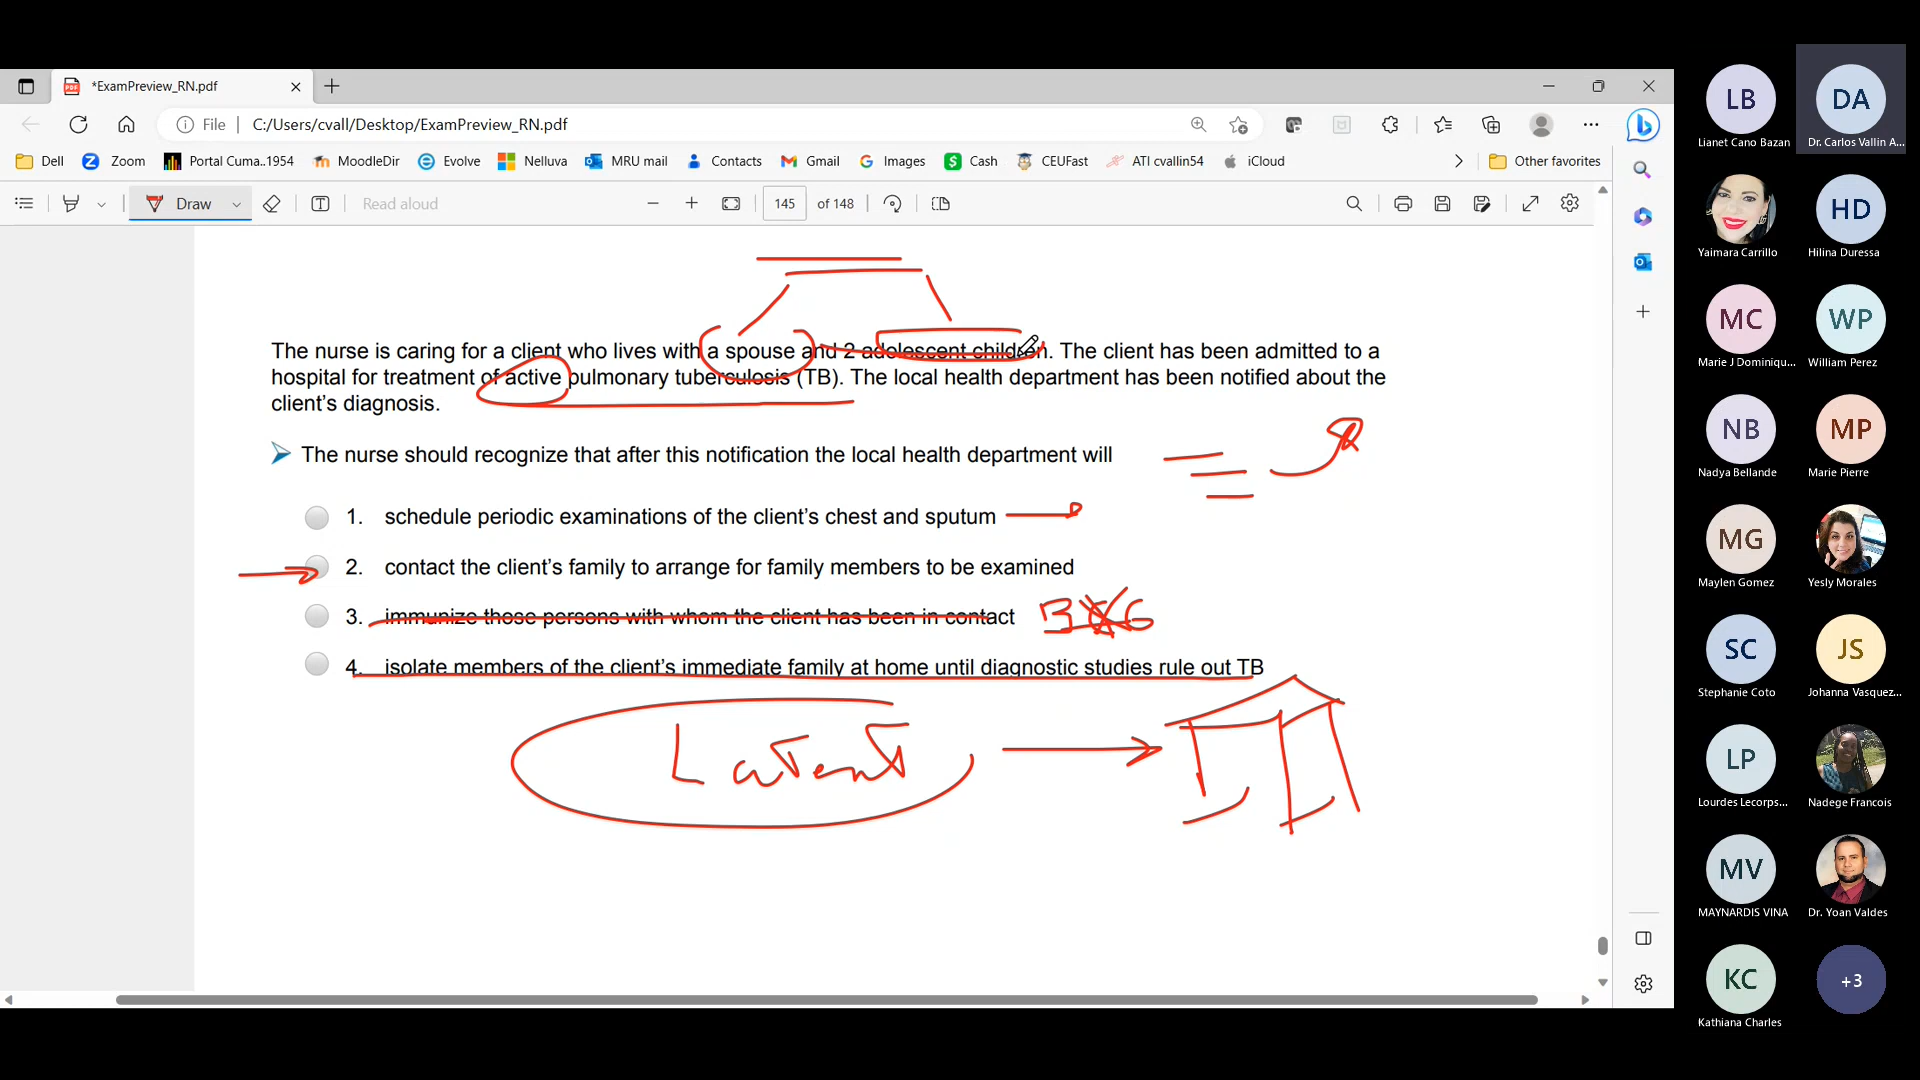 *ExamPreview_RN.pdf
File
C:/Users/cvall/Desktop/ExamPreview_RN.pdf
Dell
Zoom
Portal Cuma..1954
MoodleDir
Evolve
Nelluva
MRU mail
Contacts
Gmail
Images
Cash
CEUFast
ATI cvallin54
iCloud
Other favorites
Draw
Read aloud
145
of 148
The nurse is caring for a client who lives with a spouse and 2 adolescent children. The client has been admitted to a
hospital for treatment of active pulmonary tuberculosis (TB). The local health department has been notified about the
client's diagnosis.
The nurse should recognize that after this notification the local health department will
1. schedule periodic examinations of the client's chest and sputum
2. contact the client's family to arrange for family members to be examined
3. immunize those persons with whom the client has been in contact
4. isolate members of the client's immediate family at home until diagnostic studies rule out TB
Latent
LB
Lianet Cano Bazan
DA
Dr. Carlos Vallin A...
Yaimara Carrillo
HD
Hilina Duressa
MC
Marie J Dominiqu...
WP
William Perez
NB
Nadya Bellande
MP
Marie Pierre
MG
Maylen Gomez
Yesly Morales
SC
Stephanie Coto
JS
Johanna Vasquez...
LP
Lourdes Lecorps...
Nadege Francois
MV
MAYNARDIS VINA
Dr. Yoan Valdes
KC
Kathiana Charles
+3